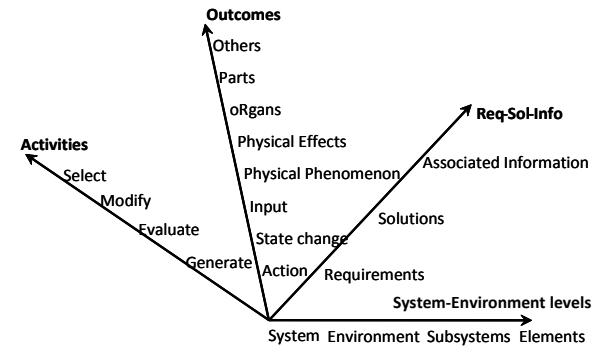 Outcomes
Others
Parts
oRgans
Physical Effects
Physical Phenomenon
Input
State change
Action
Activities
Select
Modify
Evaluate
Generate
Req-Sol-Info
Associated Information
Solutions
Requirements
System-Environment levels
System Environment Subsystems Elements